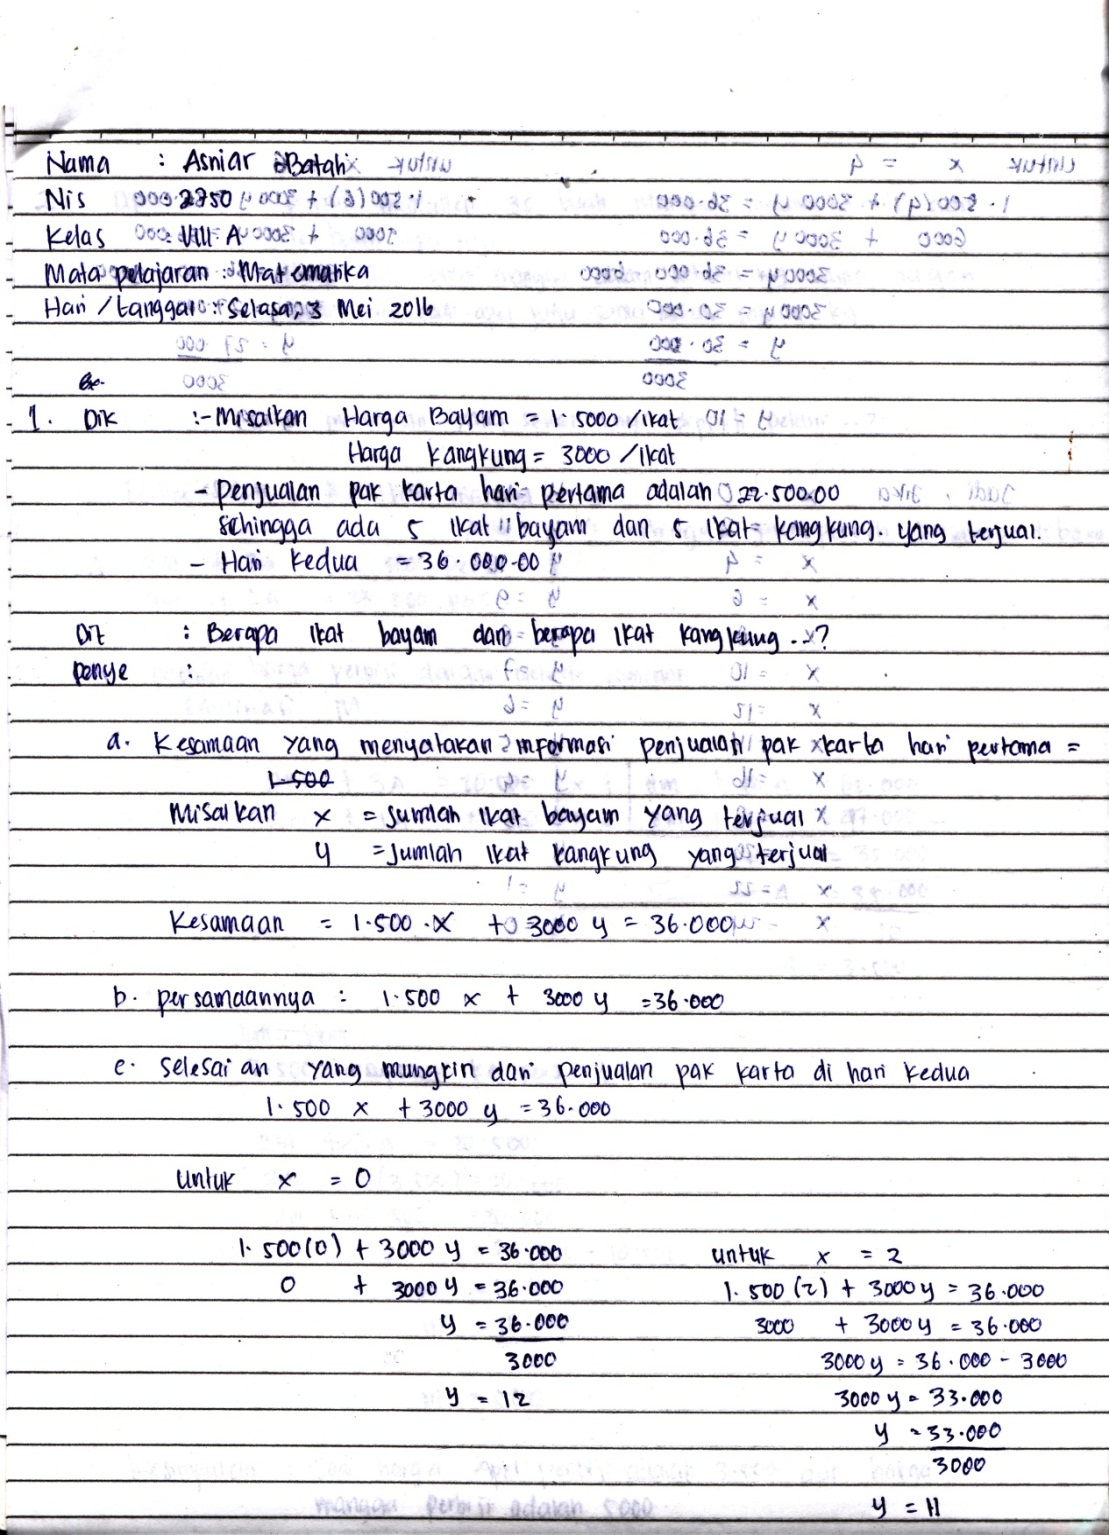 Nama : Asniar Batah
Nis 2750
Kelas : VIII. A
Mata pelajaran : Matematika
Hari / tanggal : Selasa, 3 Mei 2016
1. Dik :- Misalkan Harga Bayam = 1.5000 / ikat
Harga kangkung = 3000 / ikat
- Penjualan pak karta hari pertama adalah 22.500.00
Sehingga ada 5 ikat bayam dan 5 ikat kangkung. yang terjual.
- Hari kedua = 36.000.00
Dit : Berapa ikat bayam dan berapa ikat kangkung ..?
penye :
a. Kesamaan yang menyatakan informasi penjualan pak karta hari pertama =
1.500
Misalkan x = Jumlah ikat bayam yang terjual
y = Jumlah ikat kangkung yang terjual
Kesamaan = 1.500 . x + 3000 y = 36.000
b. persamaannya : 1.500 x + 3000 y = 36.000
c. selesaian yang mungkin dari penjualan pak karta di hari kedua
1.500 x + 3000 y = 36.000
untuk x = 0
1.500 (0) + 3000 y = 36.000
0 + 3000 y = 36.000
y = 36.000
3000
y = 12
untuk x = 2
1.500 (2) + 3000 y = 36.000
3000 + 3000 y = 36.000
3000 y = 36.000 - 3000
3000 y = 33.000
y = 33.000
3000
y = 11